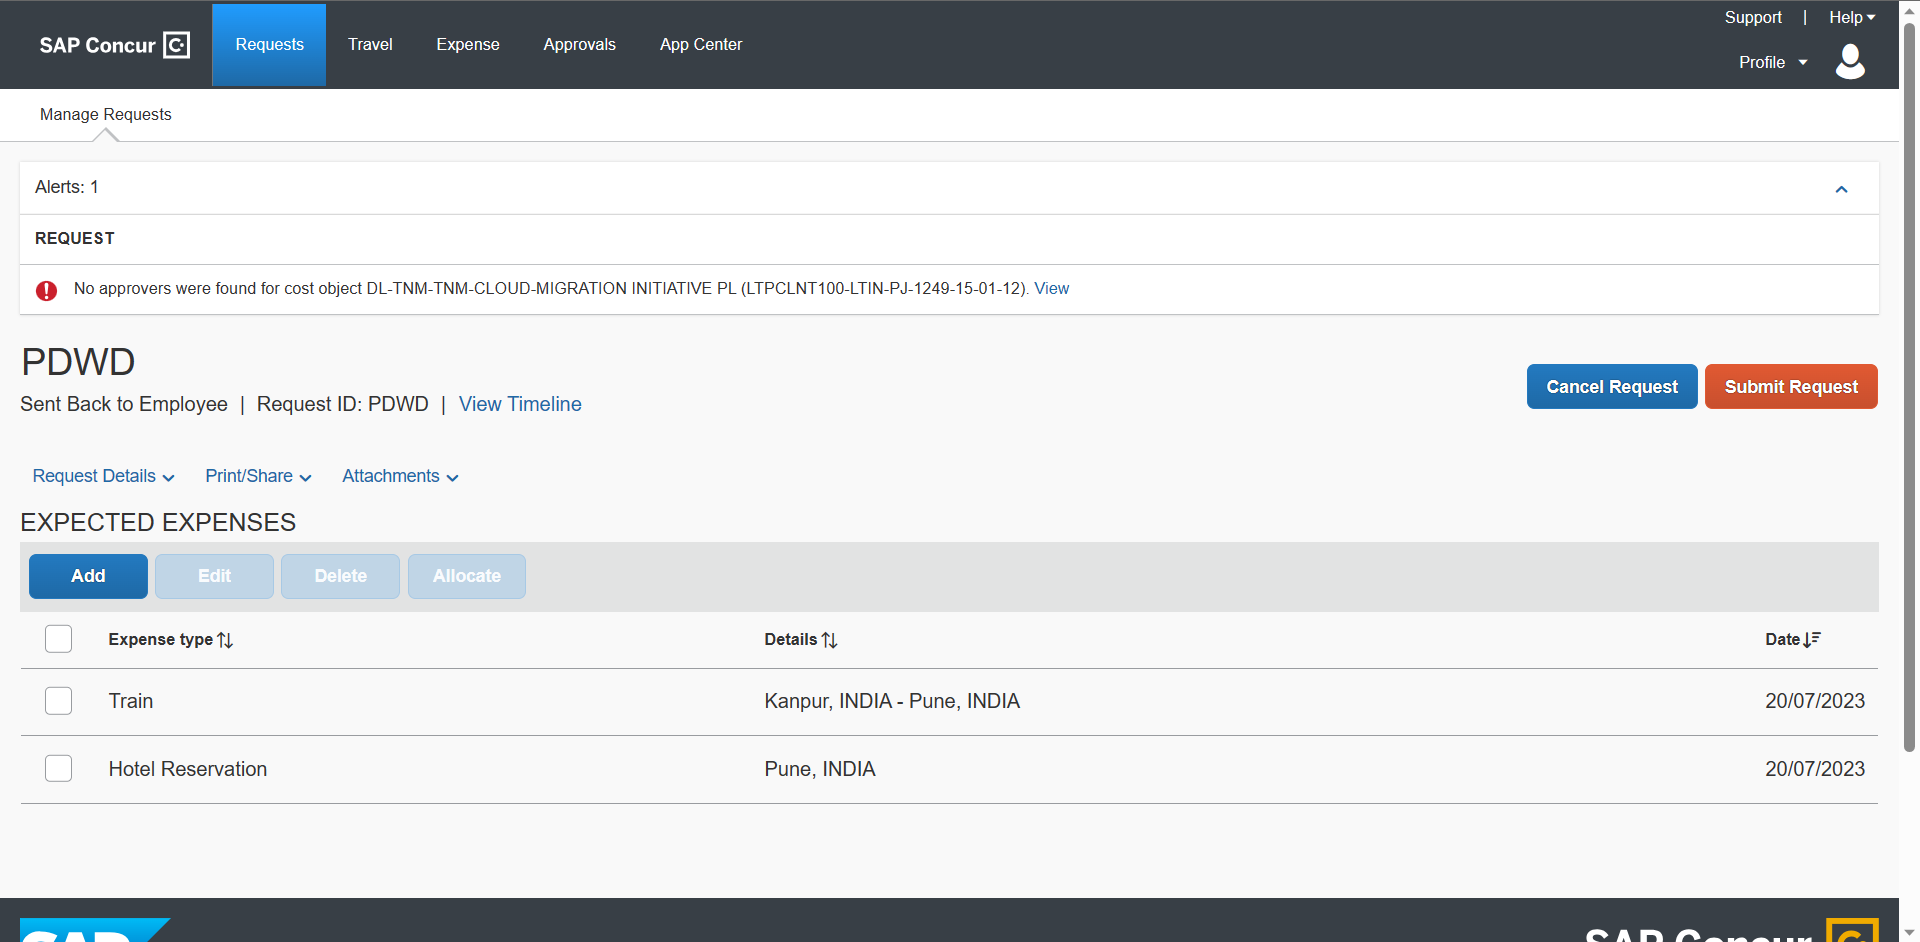 Support | Help
SAP Concur C. Requests Travel Expense Approvals App Center
Profile
Manage Requests
Alerts: 1
REQUEST
No approvers were found for cost object DL-TNM-TNM-CLOUD-MIGRATION INITIATIVE PL (LTPCLNT100-LTIN-PJ-1249-15-01-12). View
PDWD
Cancel Request Submit Request
Sent Back to Employee | Request ID: PDWD | View Timeline
Request Details Print/Share Attachments
EXPECTED EXPENSES
Add Edit Delete Allocate
Expense type Details Date
Train Kanpur, INDIA - Pune, INDIA 20/07/2023
Hotel Reservation Pune, INDIA 20/07/2023
SAP SAP Concur C